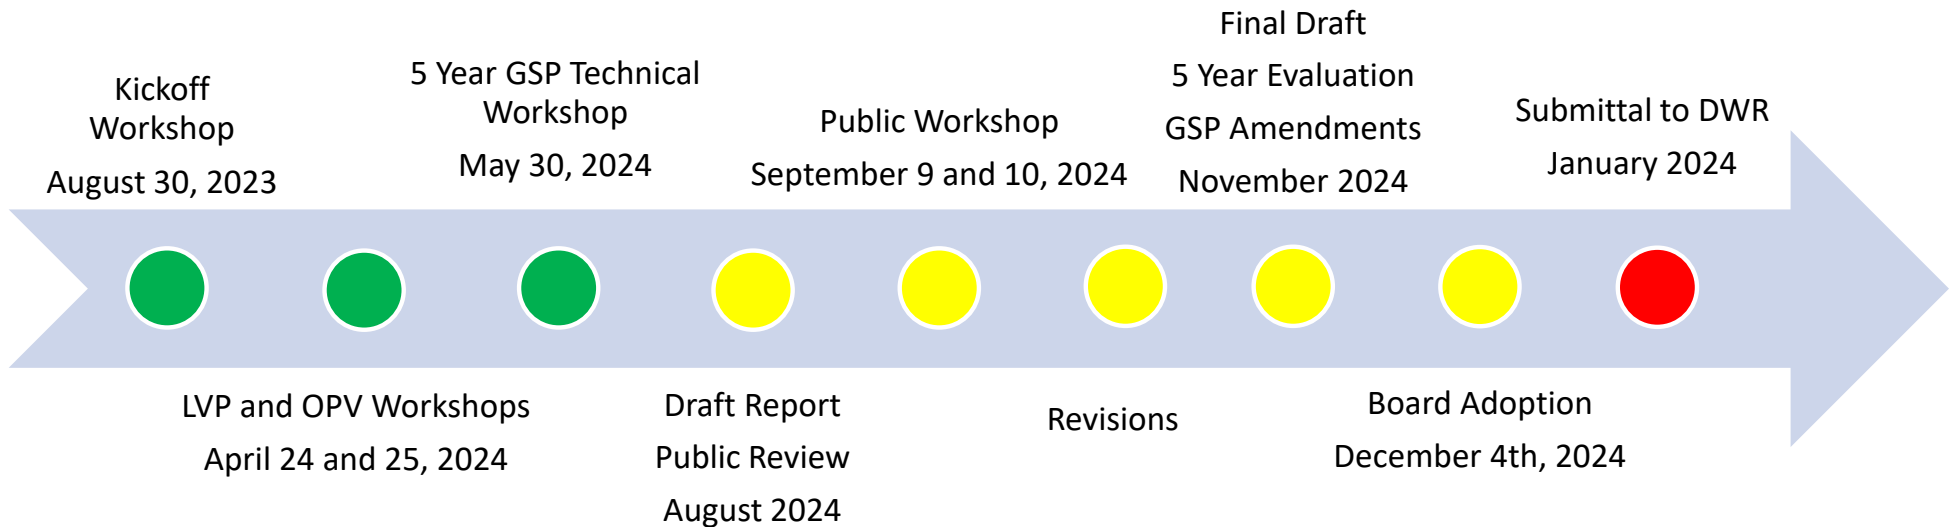 Kickoff
Workshop
August 30, 2023
LVP and OPV Workshops
April 24 and 25, 2024
5 Year GSP Technical
Workshop
May 30, 2024
Draft Report
Public Review
August 2024
Public Workshop
September 9 and 10, 2024
Revisions
Final Draft
5 Year Evaluation
GSP Amendments
November 2024
Board Adoption
December 4th, 2024
Submittal to DWR
January 2024